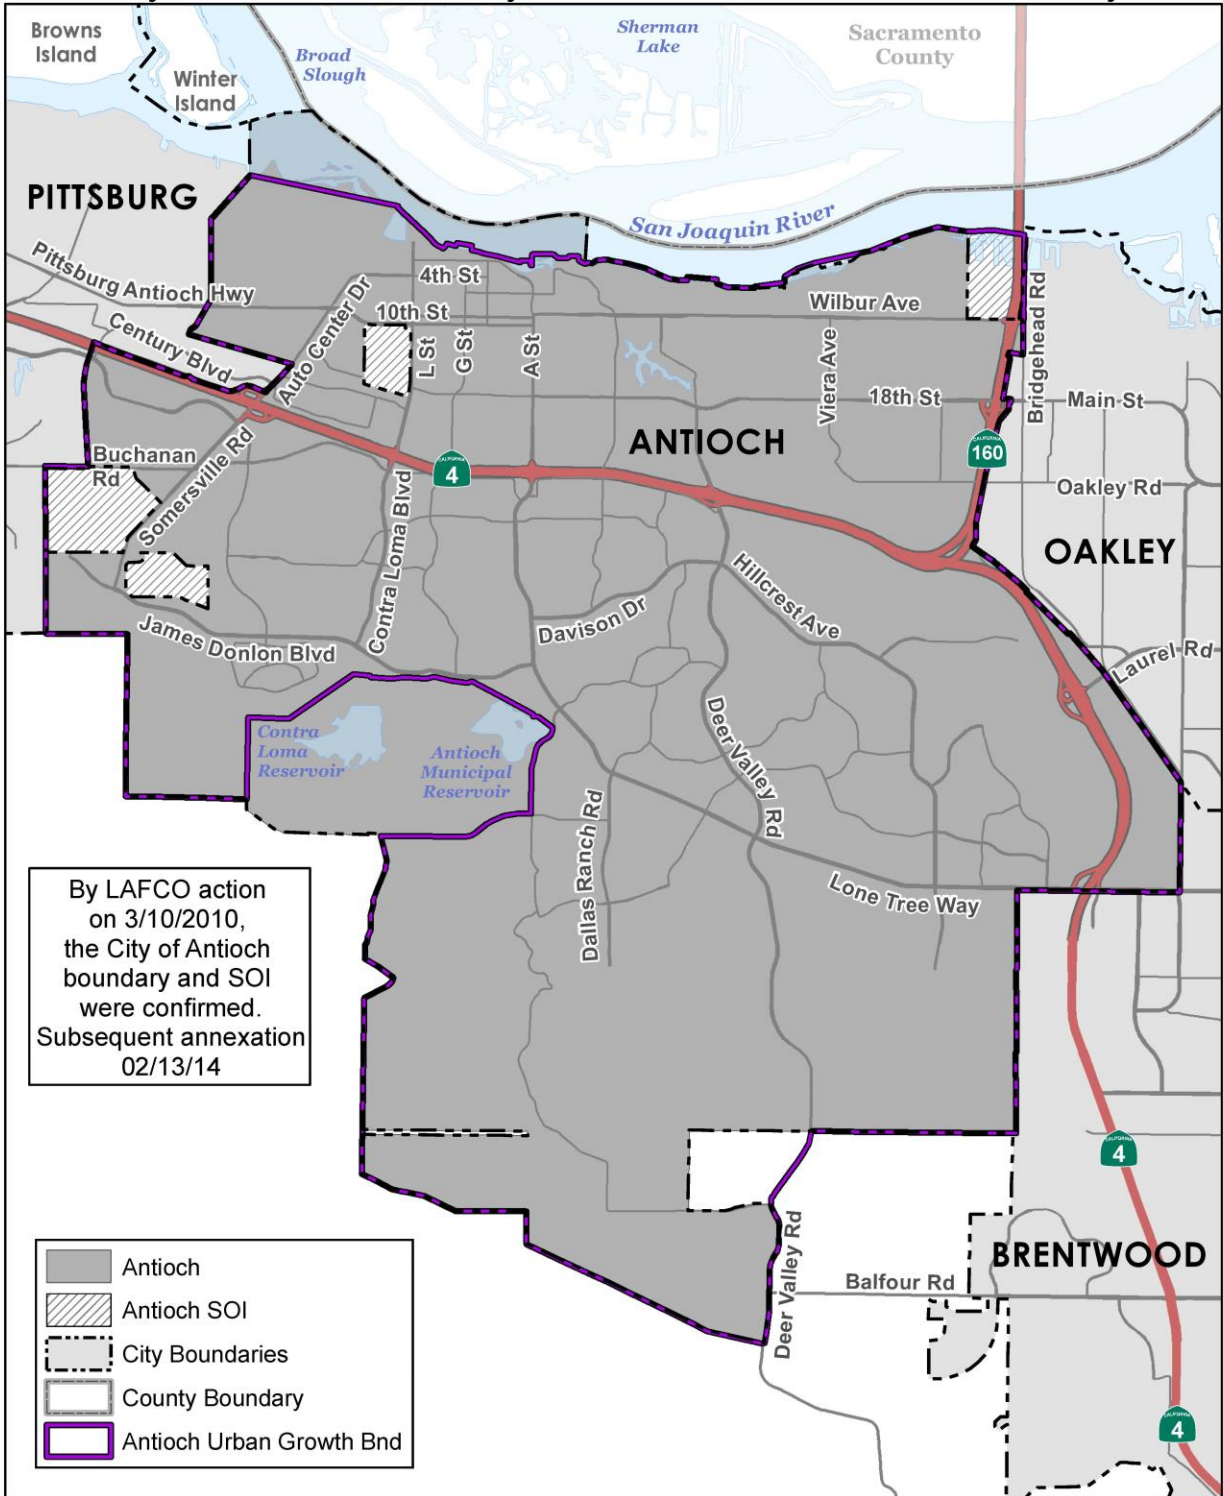 Browns
Island
Winter
Island
Broad
Slough
Sherman
Lake
Sacramento
County
PITTSBURG
San Joaquin River
Pittsburg Antioch Hwy
Century Blvd
Auto Center Dr
4th St
10th St
L St
G St
A St
Wilbur Ave
Viera Ave
18th St
Bridgehead Rd
Main St
ANTIOCH
CALIFORNIA
4
CALIFORNIA
160
Oakley Rd
OAKLEY
Buchanan
Rd
Somersville Rd
Contra Loma Blvd
Hillcrest Ave
Davison Dr
James Donlon Blvd
Laurel Rd
Contra
Loma
Reservoir
Antioch
Municipal
Reservoir
Deer Valley Rd
Dallas Ranch Rd
Lone Tree Way
By LAFCO action
on 3/10/2010,
the City of Antioch
boundary and SOI
were confirmed.
Subsequent annexation
02/13/14
CALIFORNIA
4
BRENTWOOD
Balfour Rd
Deer Valley Rd
CALIFORNIA
4
Antioch
Antioch SOI
City Boundaries
County Boundary
Antioch Urban Growth Bnd